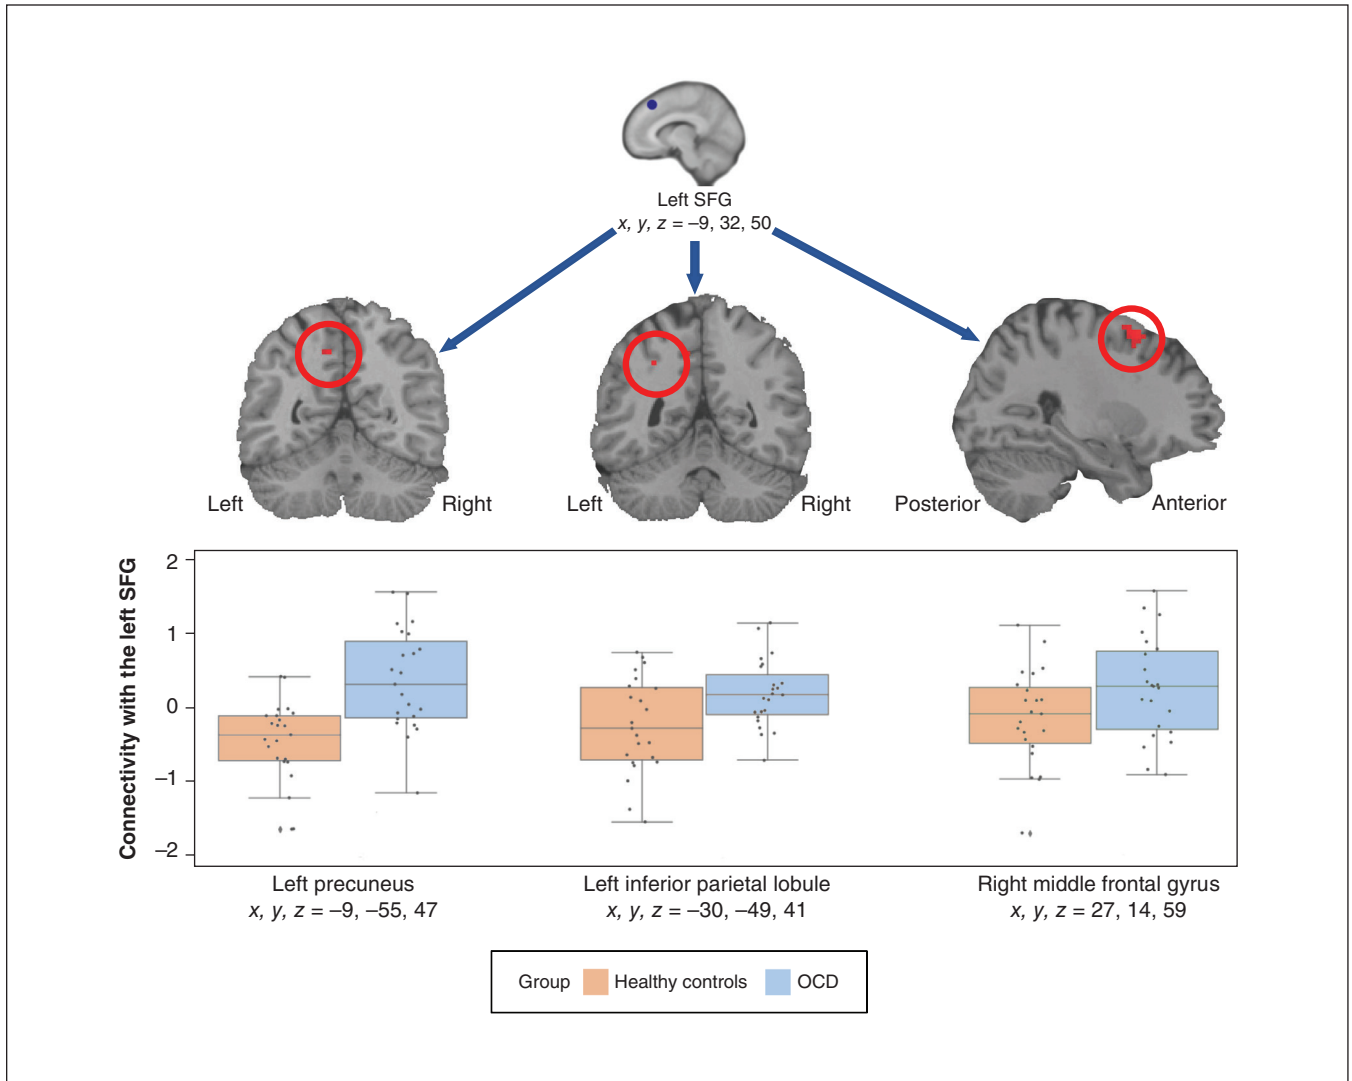 Left SFG
x, y, z = –9, 32, 50
Left
Right
Left
Right
Posterior
Anterior
Connectivity with the left SFG
2
1
0
–1
–2
Left precuneus
x, y, z = –9, –55, 47
Left inferior parietal lobule
x, y, z = –30, –49, 41
Right middle frontal gyrus
x, y, z = 27, 14, 59
Group Healthy controls OCD